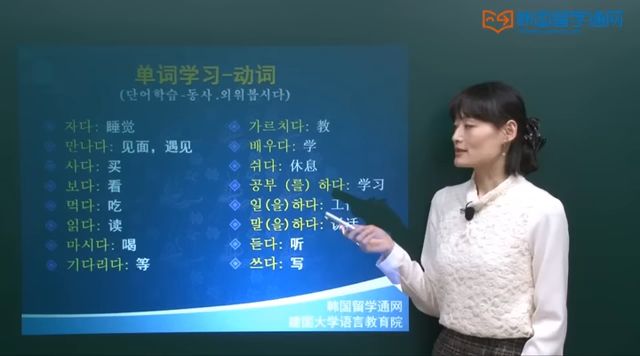 韩国留学通网
单词学习-动词
(단어학습-동사.외워봅시다)
자다: 睡觉
만나다: 见面，遇见
사다: 买
보다: 看
먹다: 吃
읽다: 读
마시다: 喝
기다리다: 等
가르치다: 教
배우다: 学
쉬다: 休息
공부 (를) 하다: 学习
일(을)하다: 工
말(을)하다: 话
듣다: 听
쓰다: 写
韩国留学通网
建国大学语言教育院